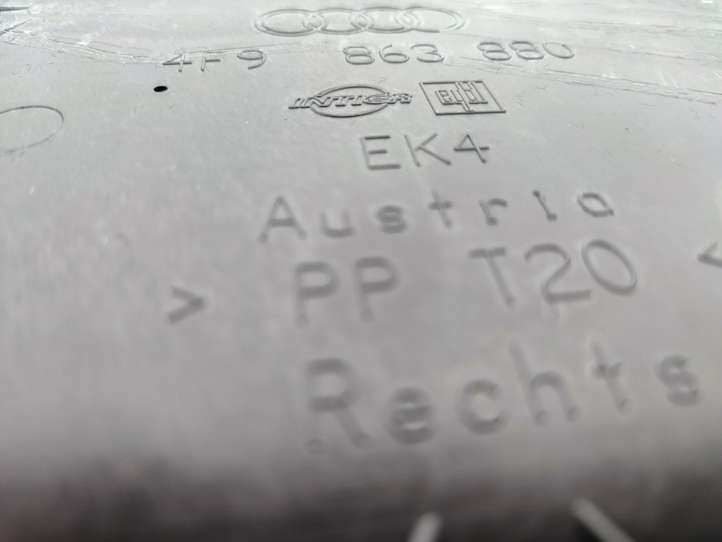 4F9 863 880
INTIER
EK4
Austria
> PP T20 <
Rechts